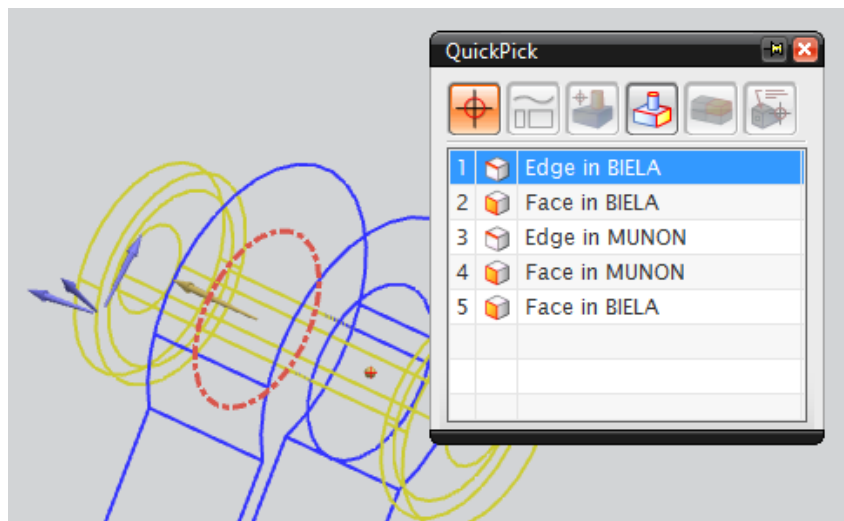 QuickPick
1 Edge in BIELA
2 Face in BIELA
3 Edge in MUNON
4 Face in MUNON
5 Face in BIELA